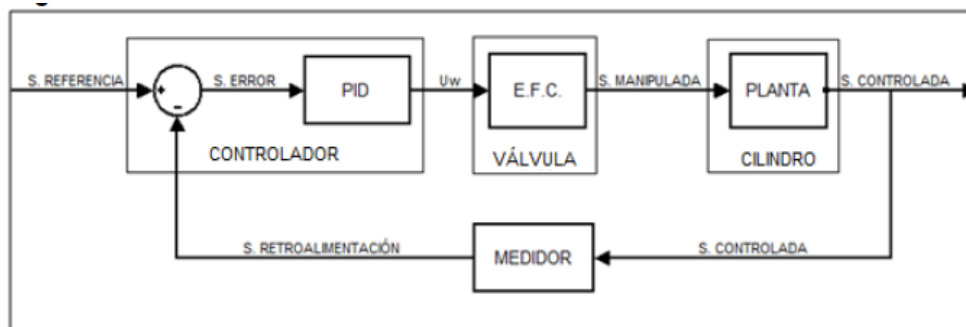 S. REFERENCIA
+
-
S. ERROR
PID
Uw
E.F.C.
S. MANIPULADA
PLANTA
S. CONTROLADA
CONTROLADOR
VÁLVULA
CILINDRO
S. RETROALIMENTACIÓN
MEDIDOR
S. CONTROLADA